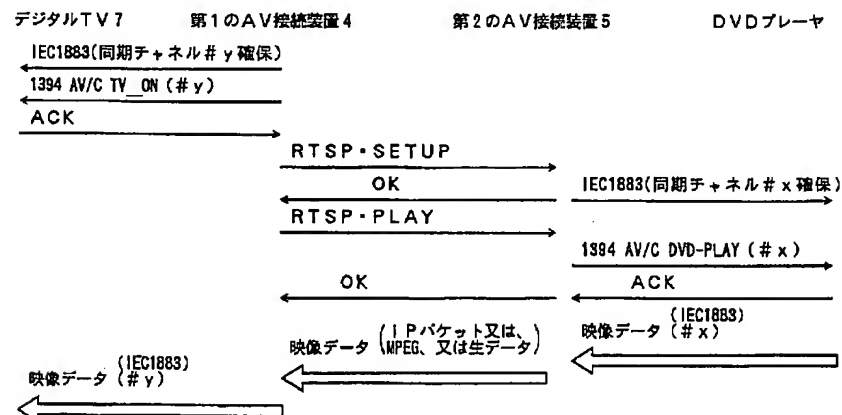 デジタルTV7 第1のAV接続装置4 第2のAV接続装置5 DVDプレーヤ
IEC1883(同期チャネル#y確保)
1394 AV/C TV_ON(#y)
ACK
RTSP・SETUP
OK
IEC1883(同期チャネル#x確保)
RTSP・PLAY
1394 AV/C DVD-PLAY(#x)
OK
ACK
映像データ(IPパケット又は、MPEG、又は生データ)
映像データ(IEC1883)(#x)
映像データ(IEC1883)(#y)